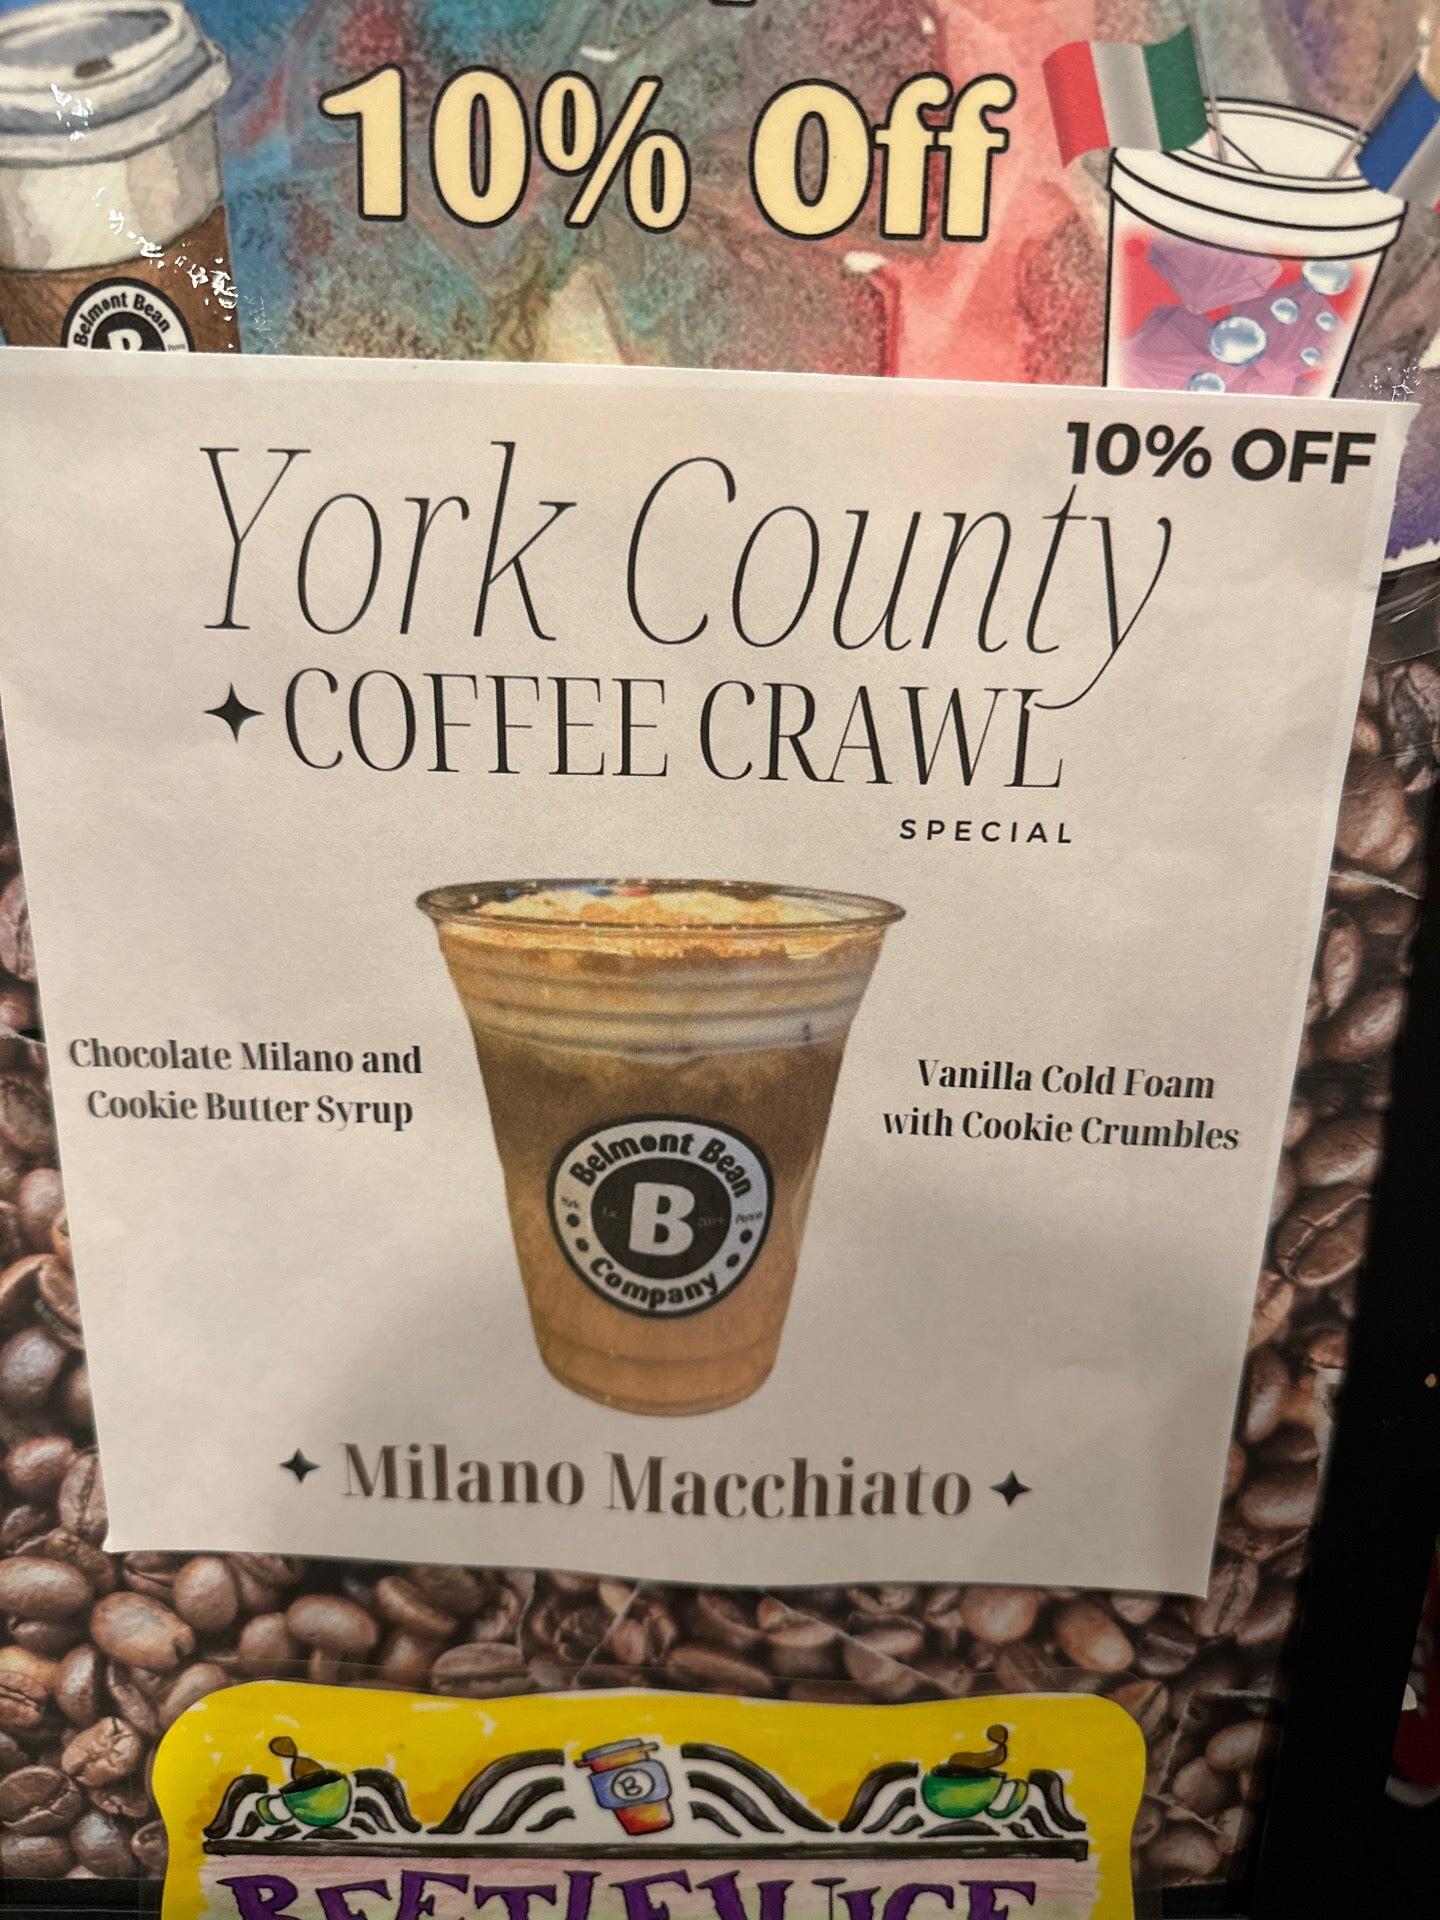 10% Off
Belmont Bean
B
10% OFF
York County
COFFEE CRAWL
SPECIAL
Chocolate Milano and
Cookie Butter Syrup
Vanilla Cold Foam
with Cookie Crumbles
Belmont Bean
B
Company
Milano Macchiato
B
BEETLEJUICE